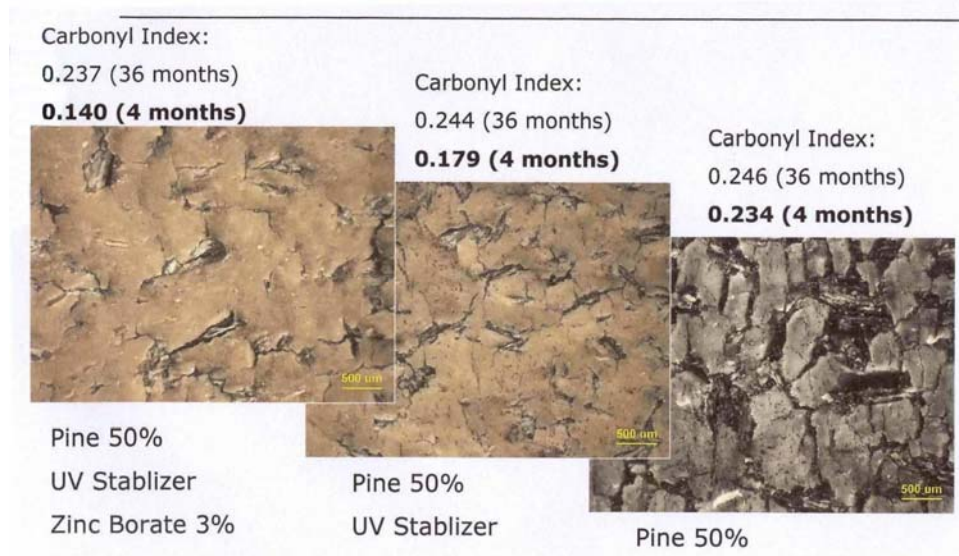 Carbonyl Index:
0.237 (36 months)
0.140 (4 months)
500 um
Pine 50%
UV Stablizer
Zinc Borate 3%
Carbonyl Index:
0.244 (36 months)
0.179 (4 months)
500 um
Pine 50%
UV Stablizer
Carbonyl Index:
0.246 (36 months)
0.234 (4 months)
500 um
Pine 50%